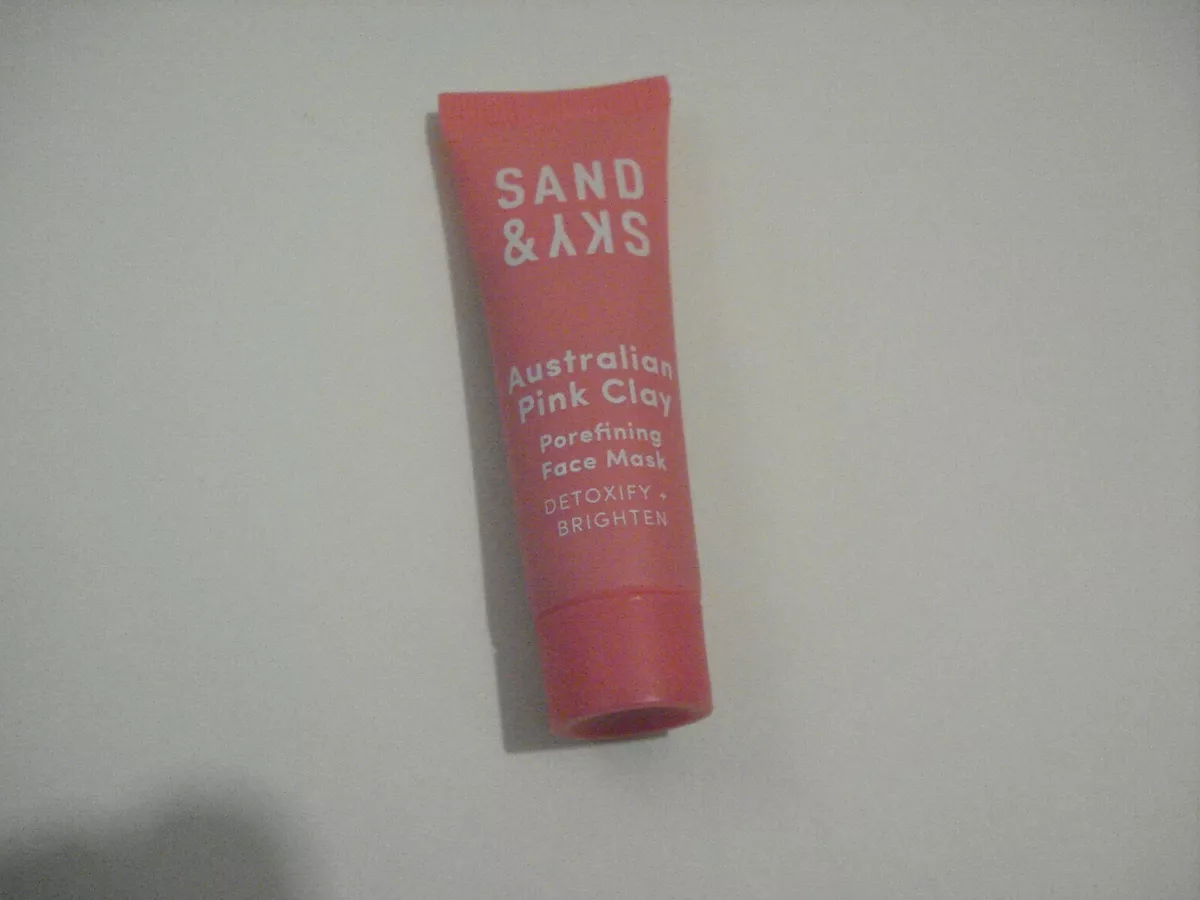 SAND
& SKY
Australian
Pink Clay
Porefining
Face Mask
DETOXIFY +
BRIGHTEN